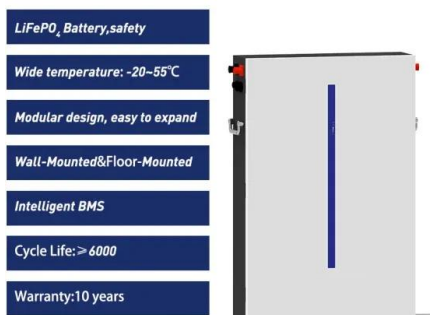 LiFePO₄ Battery,safety
Wide temperature: -20~55℃
Modular design, easy to expand
Wall-Mounted&Floor-Mounted
Intelligent BMS
Cycle Life:≥6000
Warranty:10 years